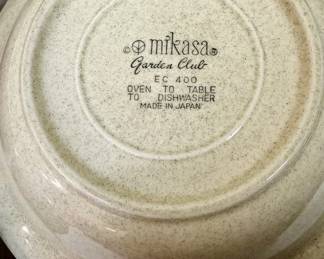 © mikasa®
Garden Club
EC 400
OVEN TO TABLE
TO DISHWASHER
MADE IN JAPAN